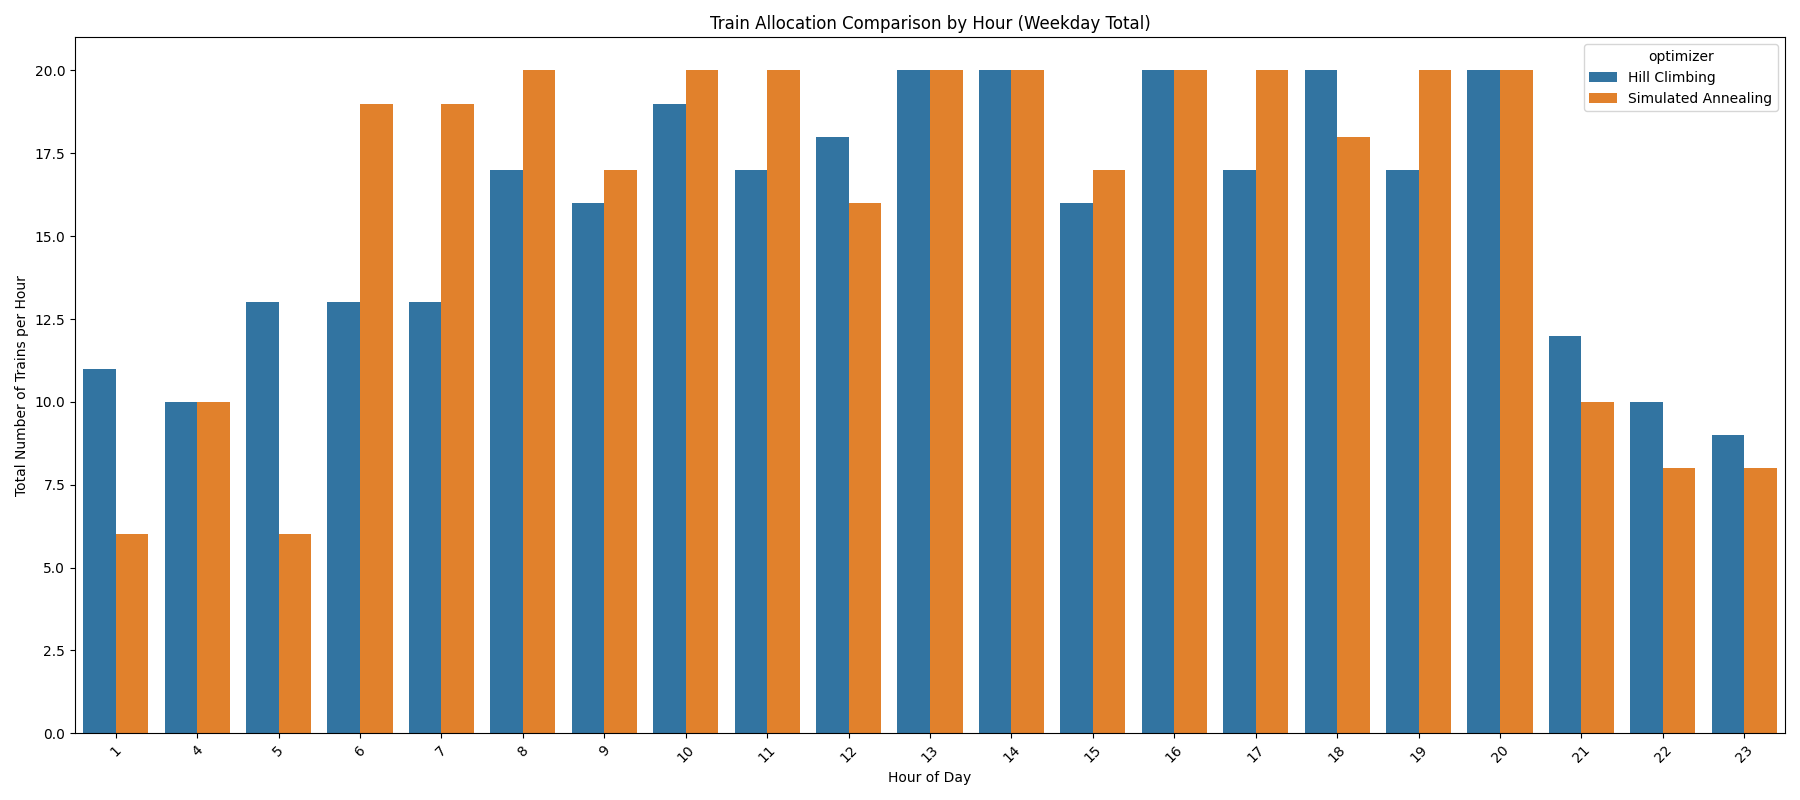 Train Allocation Comparison by Hour (Weekday Total)
optimizer
Hill Climbing
Simulated Annealing
Total Number of Trains per Hour
20.0
17.5
15.0
12.5
10.0
7.5
5.0
2.5
0.0
1 4 5 6 7 8 9 10 11 12 13 14 15 16 17 18 19 20 21 22 23
Hour of Day